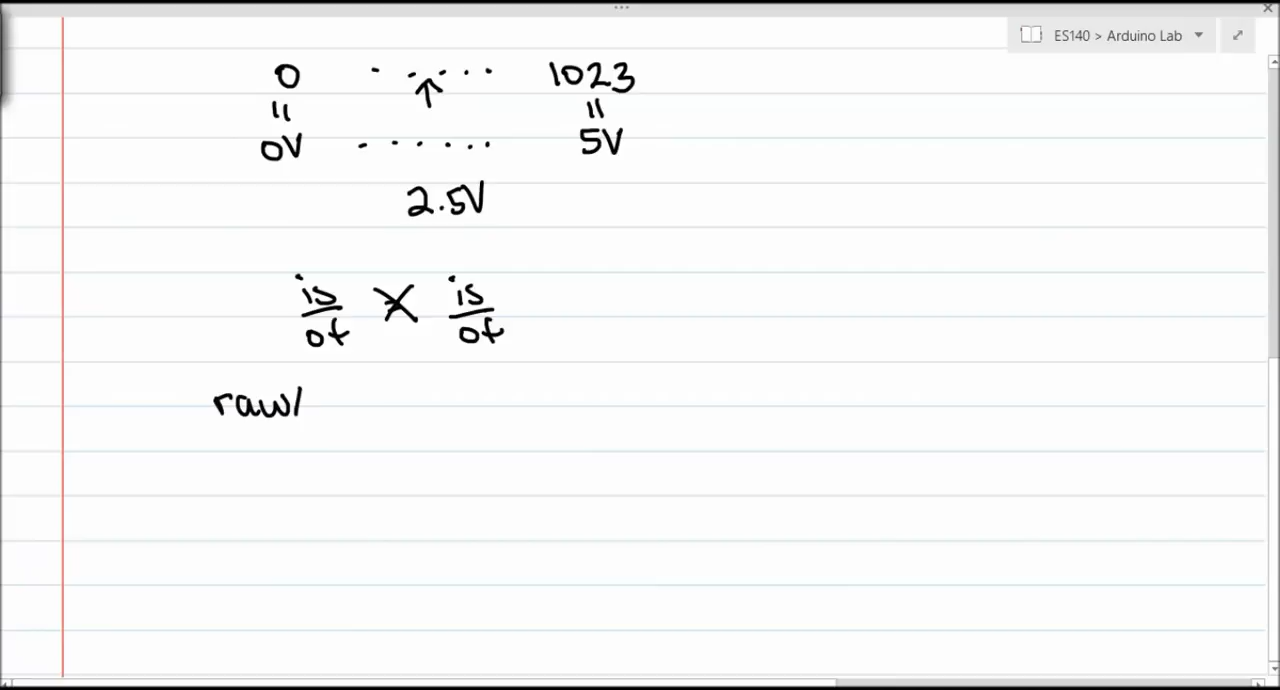 ES140 > Arduino Lab
0 . . . . . 1023
↑
= =
0V . . . . . . 5V
2.5V
is/of × is/of
raw/